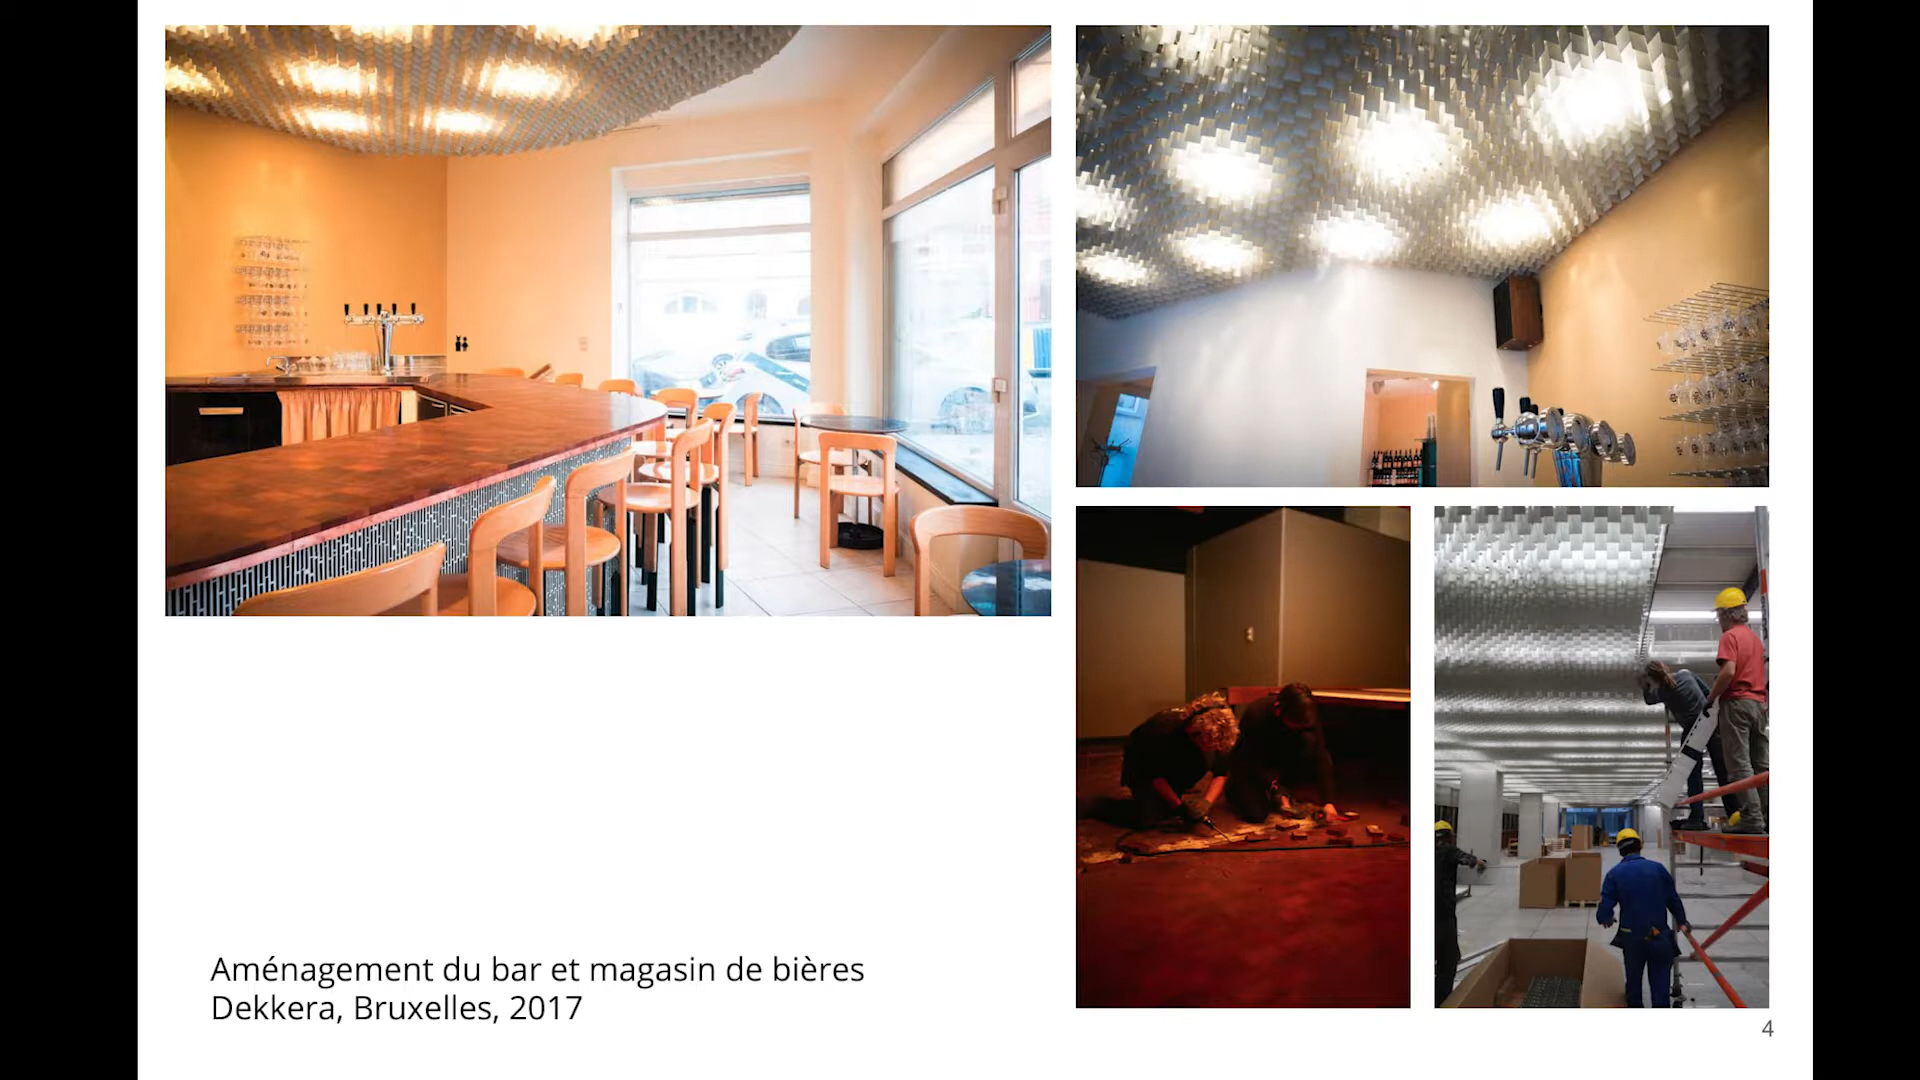 Aménagement du bar et magasin de bières
Dekkera, Bruxelles, 2017
4